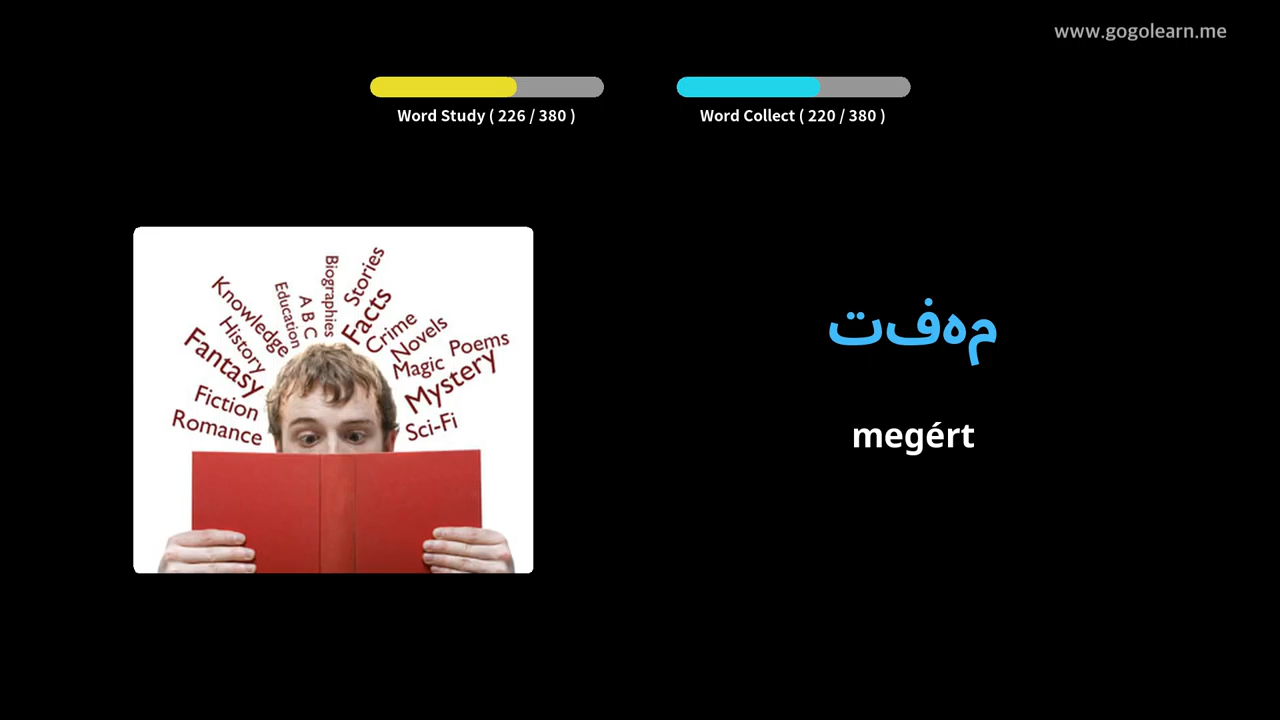 www.gogolearn.me
Word Study ( 226 / 380 )
Word Collect ( 220 / 380 )
Knowledge
Education
A B C
Biographies
Stories
Facts
Crime
Novels
Poems
Magic
Mystery
Sci-Fi
History
Fantasy
Fiction
Romance
مهفت
megért